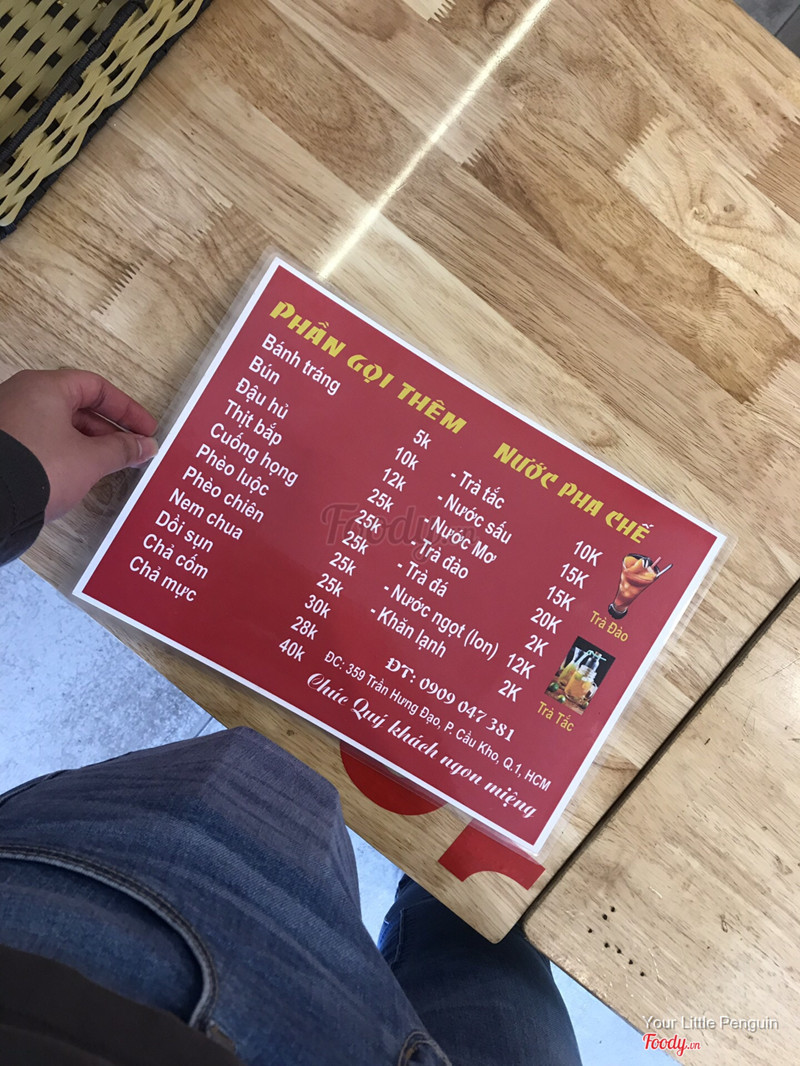 PHẦN GỌI THÊM
Bánh tráng 5k
Bún 10k
Đậu hủ 12k
Thịt bắp 25k
Cuống họng 25k
Phèo luộc 25k
Phèo chiên 25k
Nem chua 25k
Dồi sụn 30k
Chả cốm 28k
Chả mực 40k
NƯỚC PHA CHẾ
- Trà tắc 10K
- Nước sấu 15K
- Nước Mơ 15K
- Trà đào 20K
- Trà đá 2K
- Nước ngọt (lon) 12K
- Khăn lạnh 2K
Trà Đào
Trà Tắc
ĐT: 0909 047 381
ĐC: 359 Trần Hưng Đạo, P. Cầu Kho, Q.1, HCM
Chúc Quý khách ngon miệng
Foody.vn
Your Little Penguin
Foody.vn